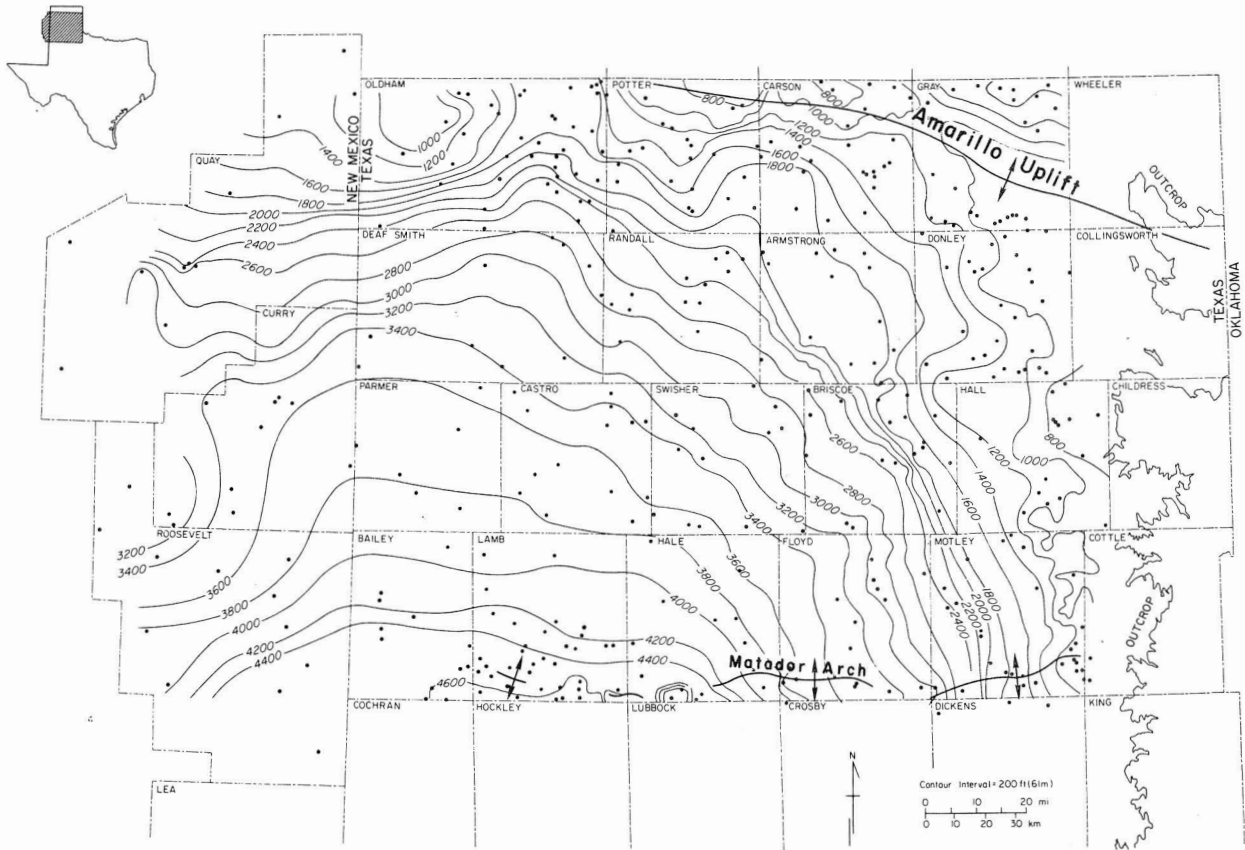 OLDHAM
POTTER
CARSON
GRAY
WHEELER
800
800
1000
1200
1400
1600
1800
Amarillo Uplift
OUTCROP
NEW MEXICO
TEXAS
1000
1200
1400
QUAY
1600
1800
2000
2200
2400
2600
DEAF SMITH
RANDALL
ARMSTRONG
DONLEY
COLLINGSWORTH
TEXAS
OKLAHOMA
2800
3000
3200
3400
CURRY
PARMER
CASTRO
SWISHER
BRISCOE
HALL
CHILDRESS
2600
2800
3000
3200
3400
800
1000
1200
1400
1600
ROOSEVELT
BAILEY
LAMB
HALE
FLOYD
MOTLEY
COTTLE
3200
3400
3600
3800
4000
4200
4400
3600
3800
4000
4200
4400
4600
1800
2000
2200
2400
OUTCROP
Matador Arch
COCHRAN
HOCKLEY
LUBBOCK
CROSBY
DICKENS
KING
LEA
N
Contour Interval = 200 ft (61m)
0 10 20 mi
0 10 20 30 km